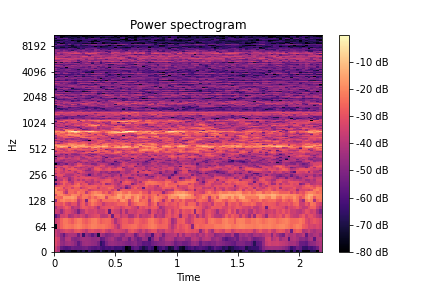 Power spectrogram
8192
4096
2048
1024
512
256
128
64
0
Hz
0
0.5
1
1.5
2
Time
-10 dB
-20 dB
-30 dB
-40 dB
-50 dB
-60 dB
-70 dB
-80 dB